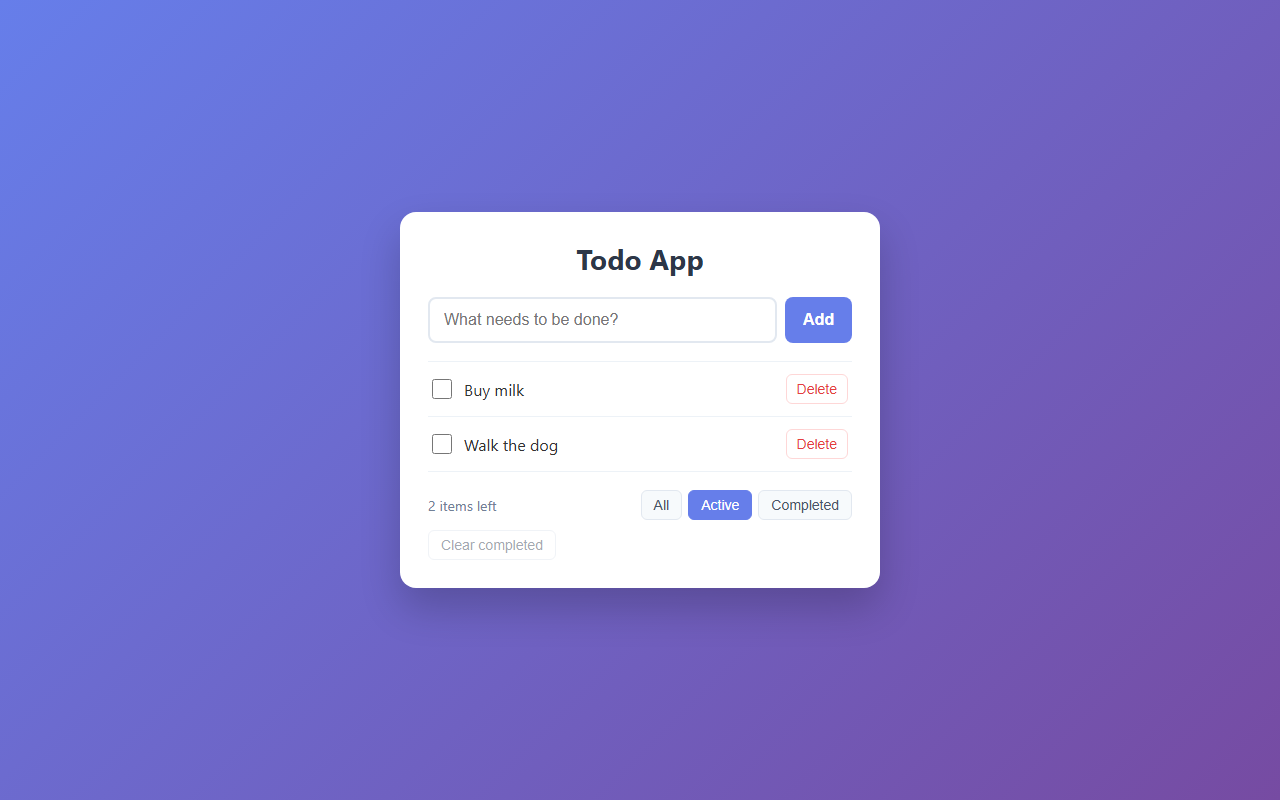 Todo App
What needs to be done? Add
Buy milk Delete
Walk the dog Delete
2 items left All Active Completed
Clear completed